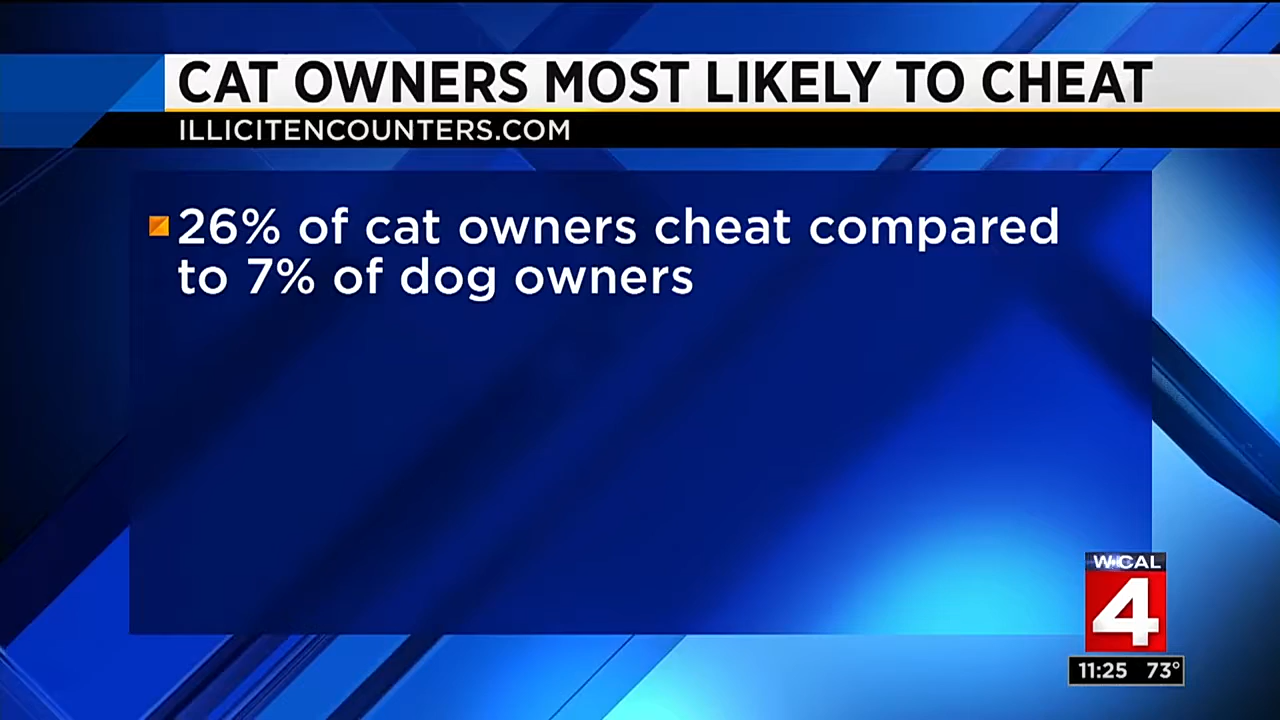 CAT OWNERS MOST LIKELY TO CHEAT
ILLICITENCOUNTERS.COM
26% of cat owners cheat compared
to 7% of dog owners
4
11:25 73°